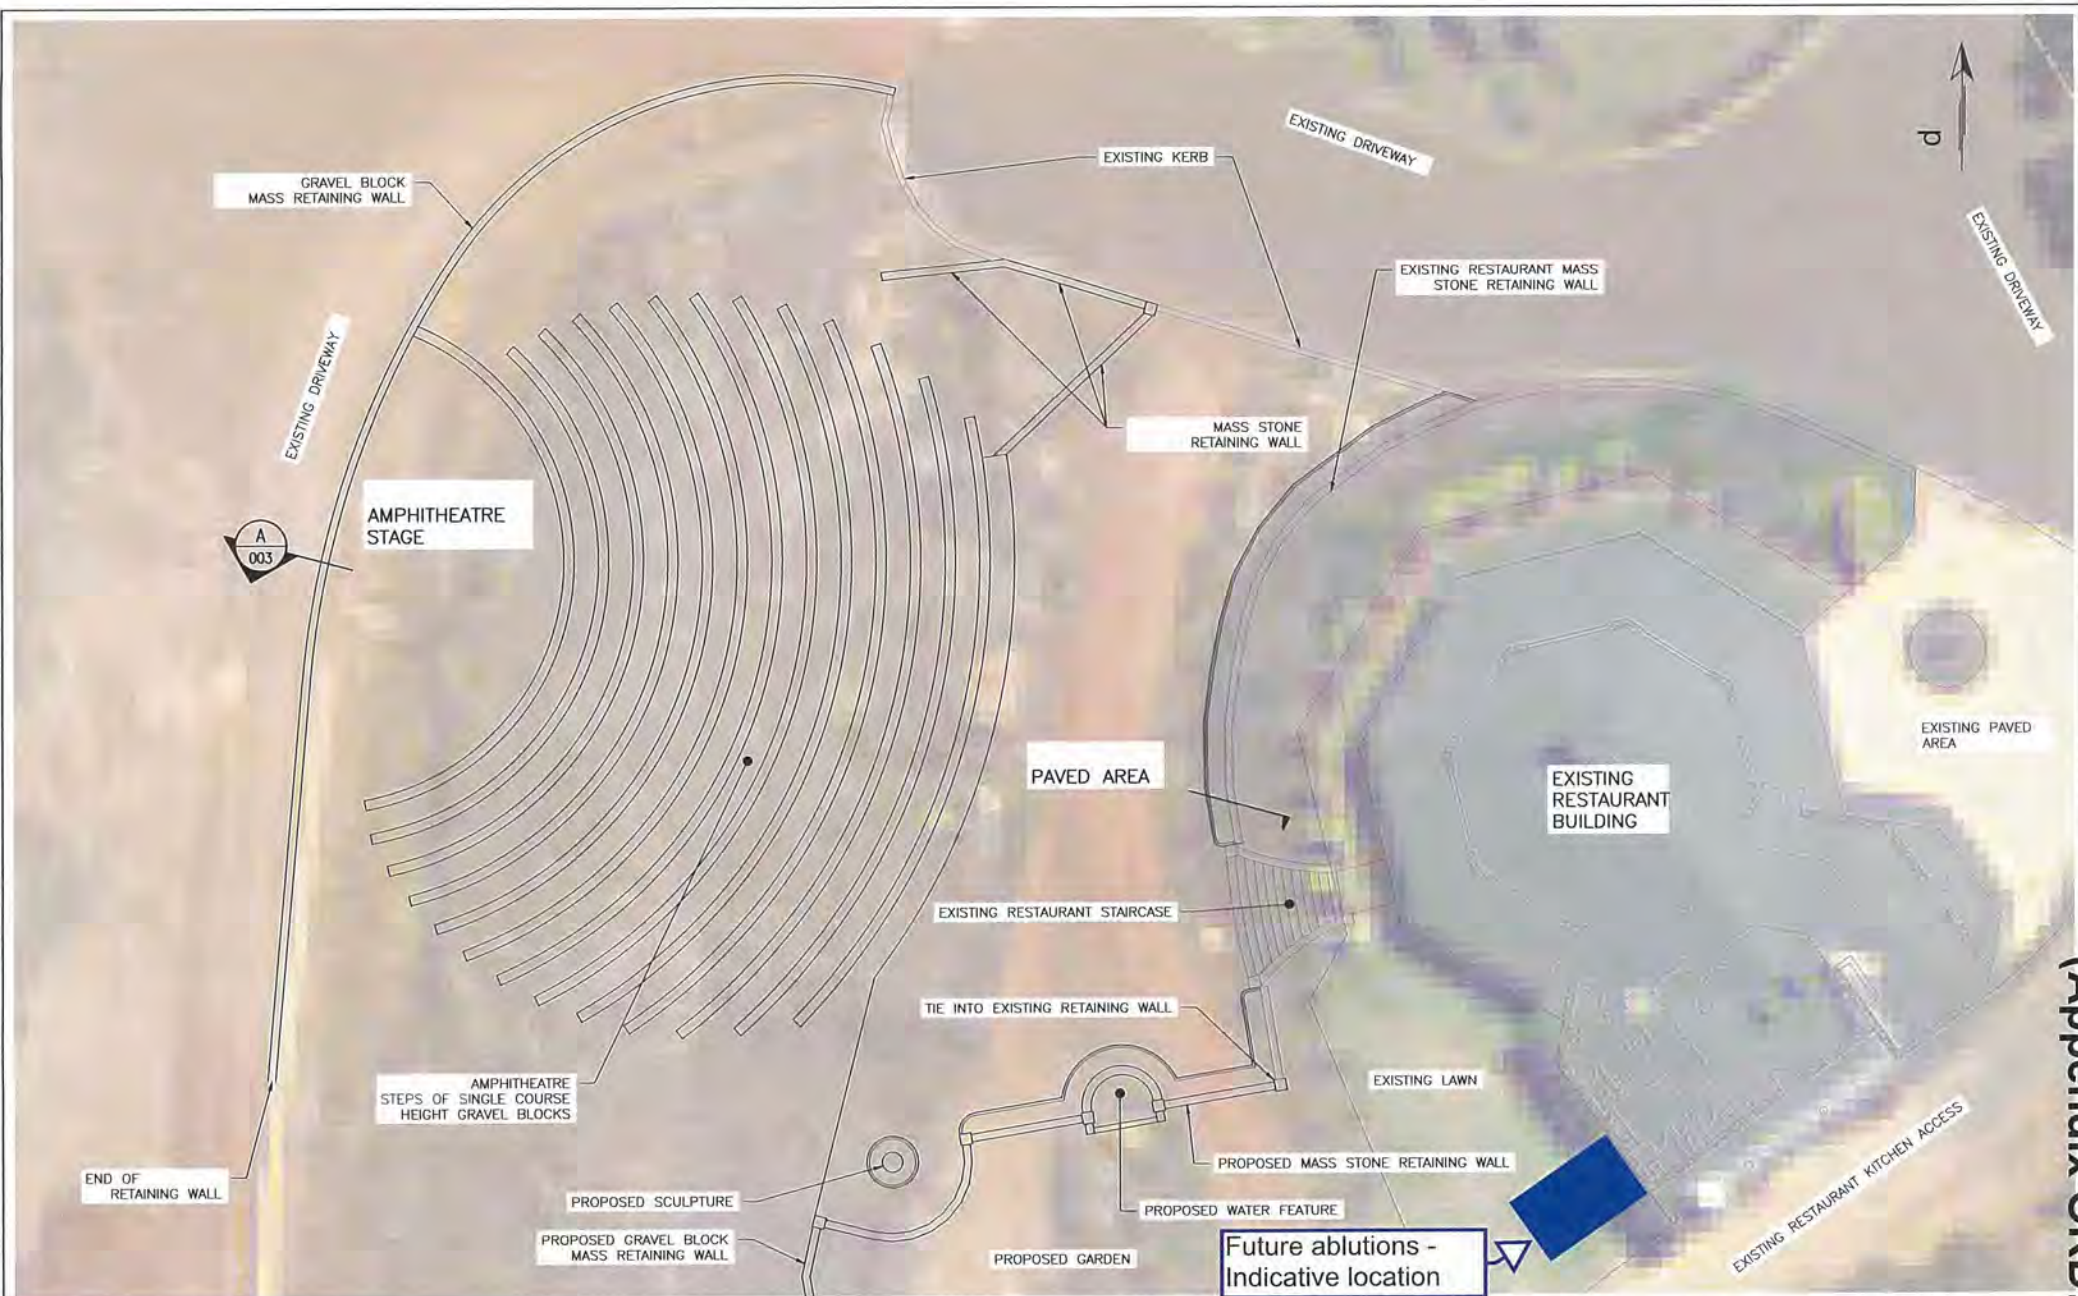 EXISTING DRIVEWAY
EXISTING KERB
d
GRAVEL BLOCK
MASS RETAINING WALL
EXISTING DRIVEWAY
EXISTING RESTAURANT MASS
STONE RETAINING WALL
EXISTING DRIVEWAY
MASS STONE
RETAINING WALL
AMPHITHEATRE
STAGE
A
003
EXISTING PAVED
AREA
PAVED AREA
EXISTING
RESTAURANT
BUILDING
EXISTING RESTAURANT STAIRCASE
TIE INTO EXISTING RETAINING WALL
AMPHITHEATRE
STEPS OF SINGLE COURSE
HEIGHT GRAVEL BLOCKS
EXISTING LAWN
END OF
RETAINING WALL
PROPOSED MASS STONE RETAINING WALL
PROPOSED SCULPTURE
PROPOSED WATER FEATURE
EXISTING RESTAURANT KITCHEN ACCESS
PROPOSED GRAVEL BLOCK
MASS RETAINING WALL
PROPOSED GARDEN
Future ablutions -
Indicative location
(Appendix